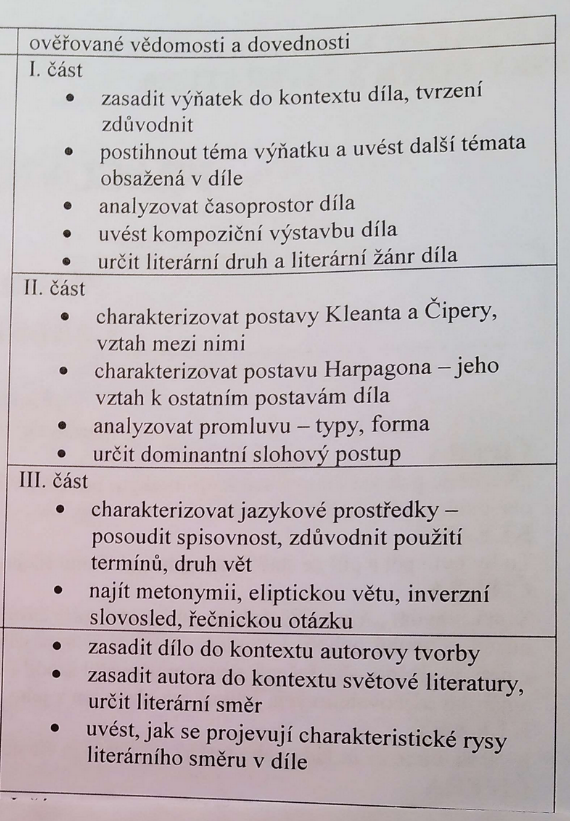 ověřované vědomosti a dovednosti
I. část
• zasadit výňatek do kontextu díla, tvrzení
zdůvodnit
• postihnout téma výňatku a uvést další témata
obsažená v díle
• analyzovat časoprostor díla
• uvést kompoziční výstavbu díla
• určit literární druh a literární žánr díla
II. část
• charakterizovat postavy Kleanta a Čipery,
vztah mezi nimi
• charakterizovat postavu Harpagona – jeho
vztah k ostatním postavám díla
• analyzovat promluvu – typy, forma
• určit dominantní slohový postup
III. část
• charakterizovat jazykové prostředky –
posoudit spisovnost, zdůvodnit použití
termínů, druh vět
• najít metonymii, eliptickou větu, inverzní
slovosled, řečnickou otázku
• zasadit dílo do kontextu autorovy tvorby
• zasadit autora do kontextu světové literatury,
určit literární směr
• uvést, jak se projevují charakteristické rysy
literárního směru v díle